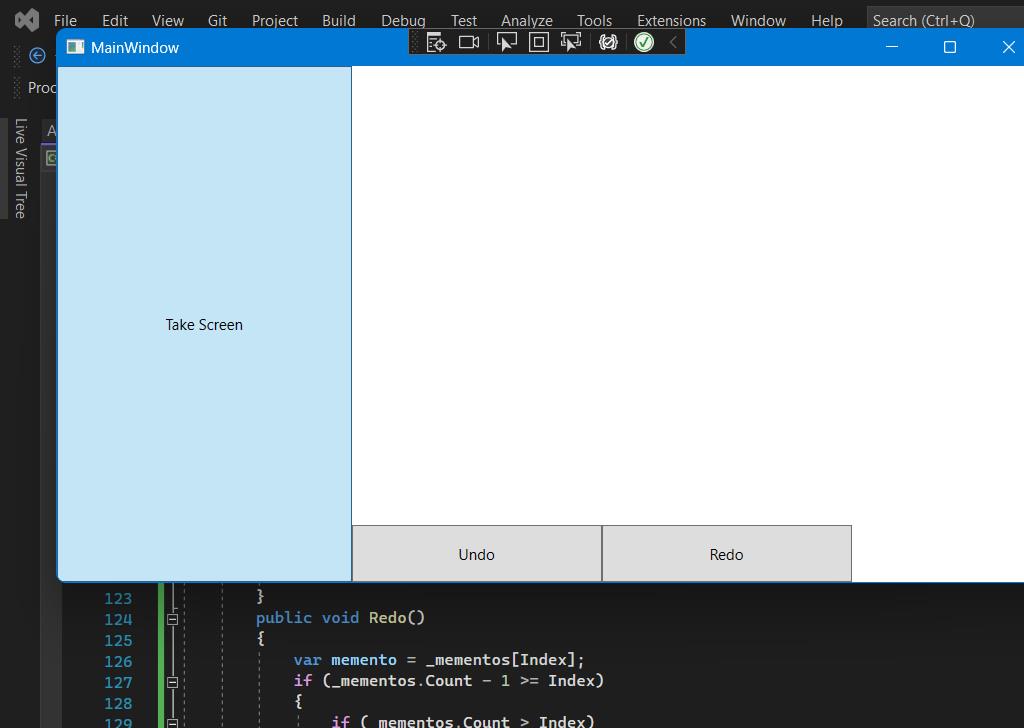 File Edit View Git Project Build Debug Test Analyze Tools Extensions Window Help Search (Ctrl+Q)
MainWindow
Proc
Live Visual Tree
A
Take Screen
Undo Redo
123 }
124 public void Redo()
125 {
126 var memento = _mementos[Index];
127 if (_mementos.Count - 1 >= Index)
128 {
129 if (_mementos.Count > Index)